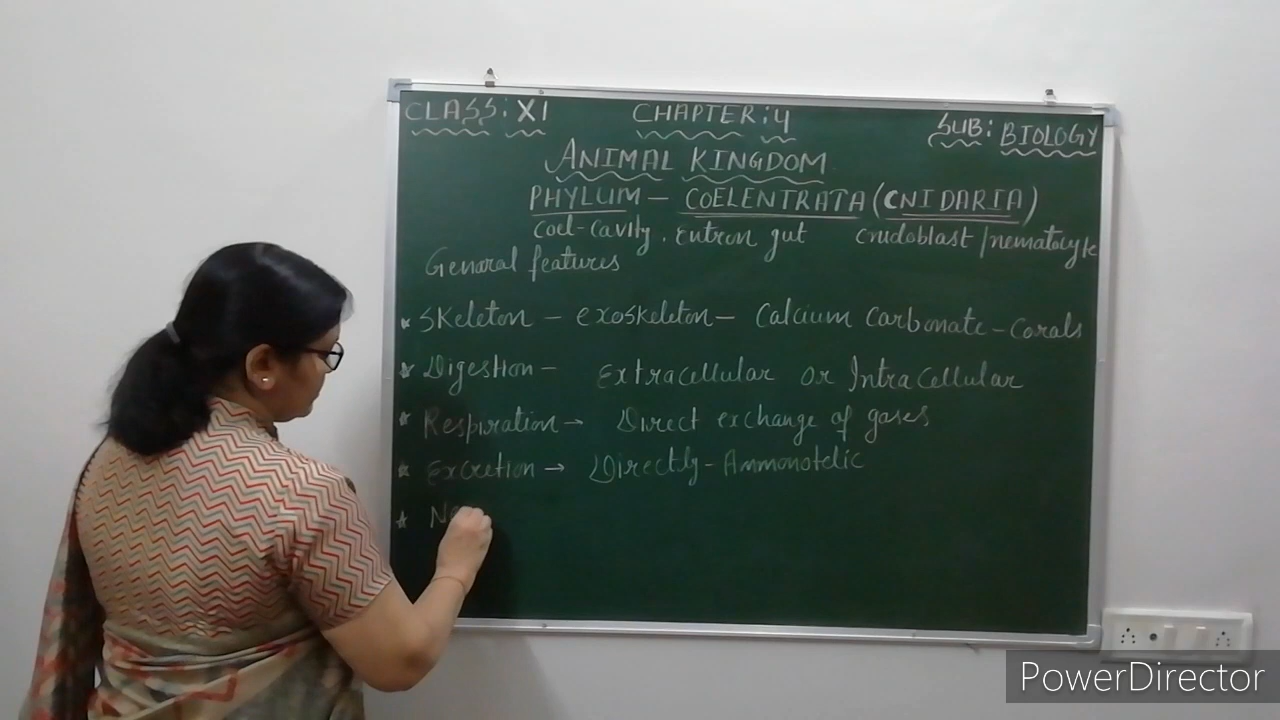 CLASS: XI CHAPTER: 4 SUB: BIOLOGY
ANIMAL KINGDOM
PHYLUM - COELENTRATA (CNIDARIA)
Coel-Cavity. Entron gut Cnidoblast/nematocyte
General features
* Skeleton - exoskeleton - Calcium Carbonate - Corals
* Digestion - Extracellular Or Intracellular
* Respiration → Direct exchange of gases
* Excretion → Directly - Ammonotelic
* Ne
PowerDirector